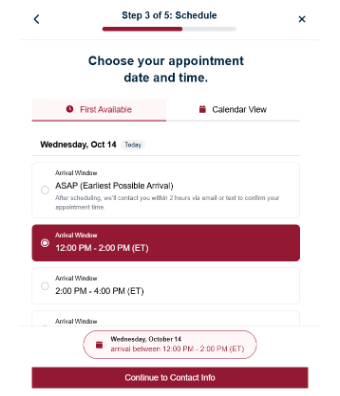 Step 3 of 5: Schedule
Choose your appointment
date and time.
First Available
Calendar View
Wednesday, Oct 14 Today
Arrival Window
ASAP (Earliest Possible Arrival)
After scheduling, we'll contact you within 2 hours via email or text to confirm your
appointment time.
Arrival Window
12:00 PM - 2:00 PM (ET)
Arrival Window
2:00 PM - 4:00 PM (ET)
Arrival Window
Wednesday, October 14
arrival between 12:00 PM - 2:00 PM (ET)
Continue to Contact Info